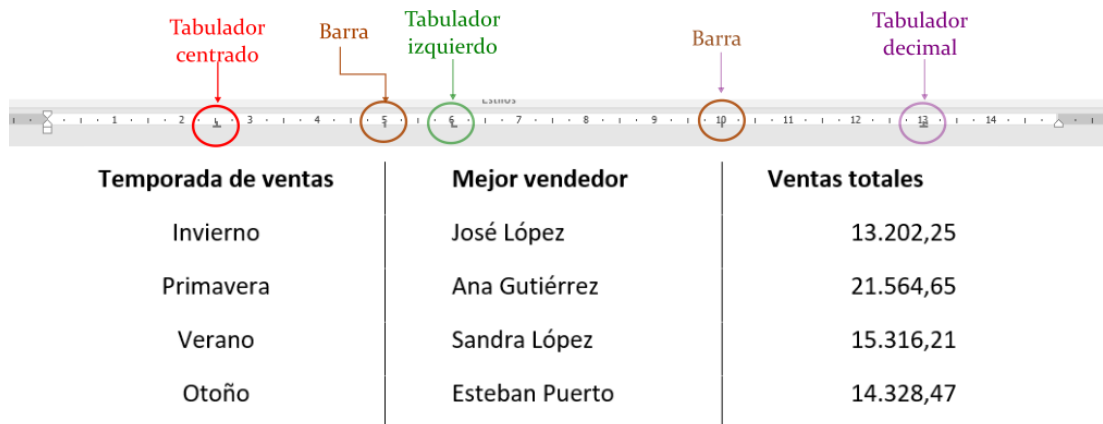 Tabulador centrado
Barra
Tabulador izquierdo
Barra
Tabulador decimal
1 2 3 4 5 6 7 8 9 10 11 12 13 14
Temporada de ventas Mejor vendedor Ventas totales
Invierno José López 13.202,25
Primavera Ana Gutiérrez 21.564,65
Verano Sandra López 15.316,21
Otoño Esteban Puerto 14.328,47